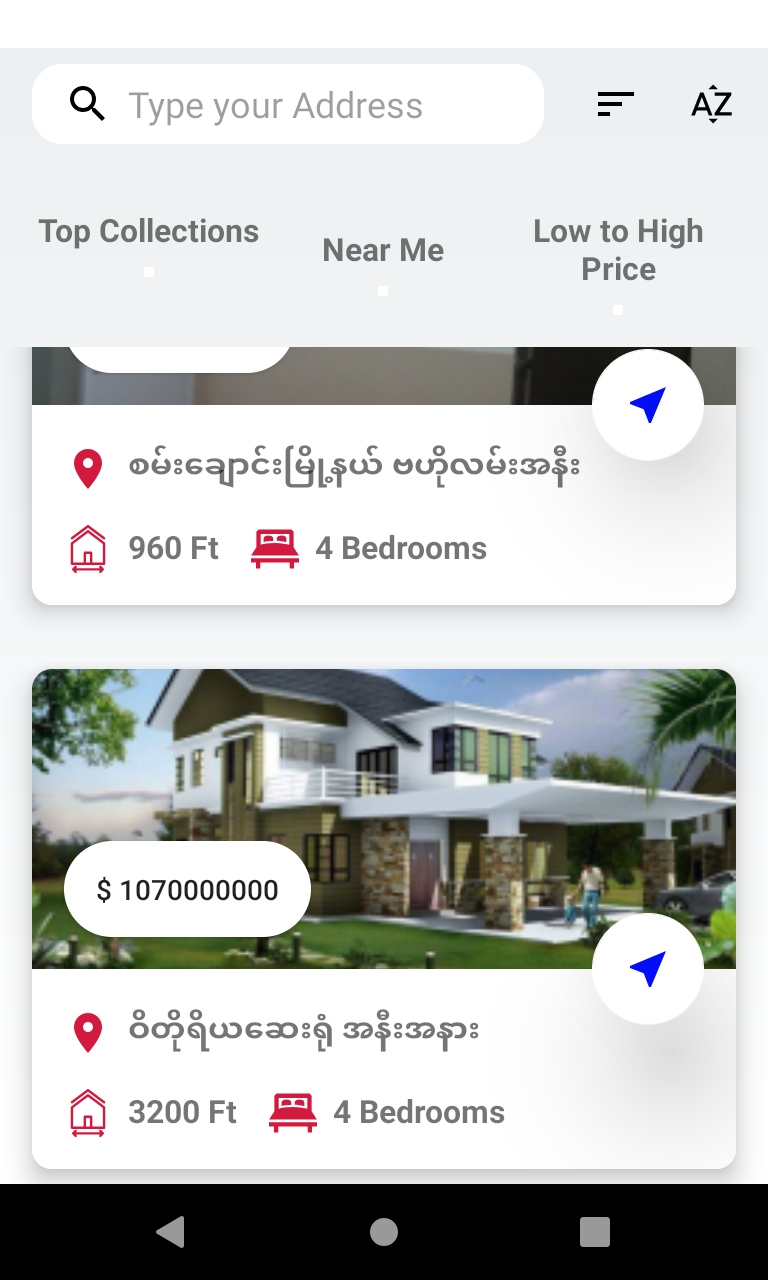 Type your Address
AZ
Top Collections
Near Me
Low to High
Price
စမ်းချောင်းမြို့နယ် ဗဟိုလမ်းအနီး
960 Ft
4 Bedrooms
$ 1070000000
ဝိတိုရိယဆေးရုံ အနီးအနား
3200 Ft
4 Bedrooms